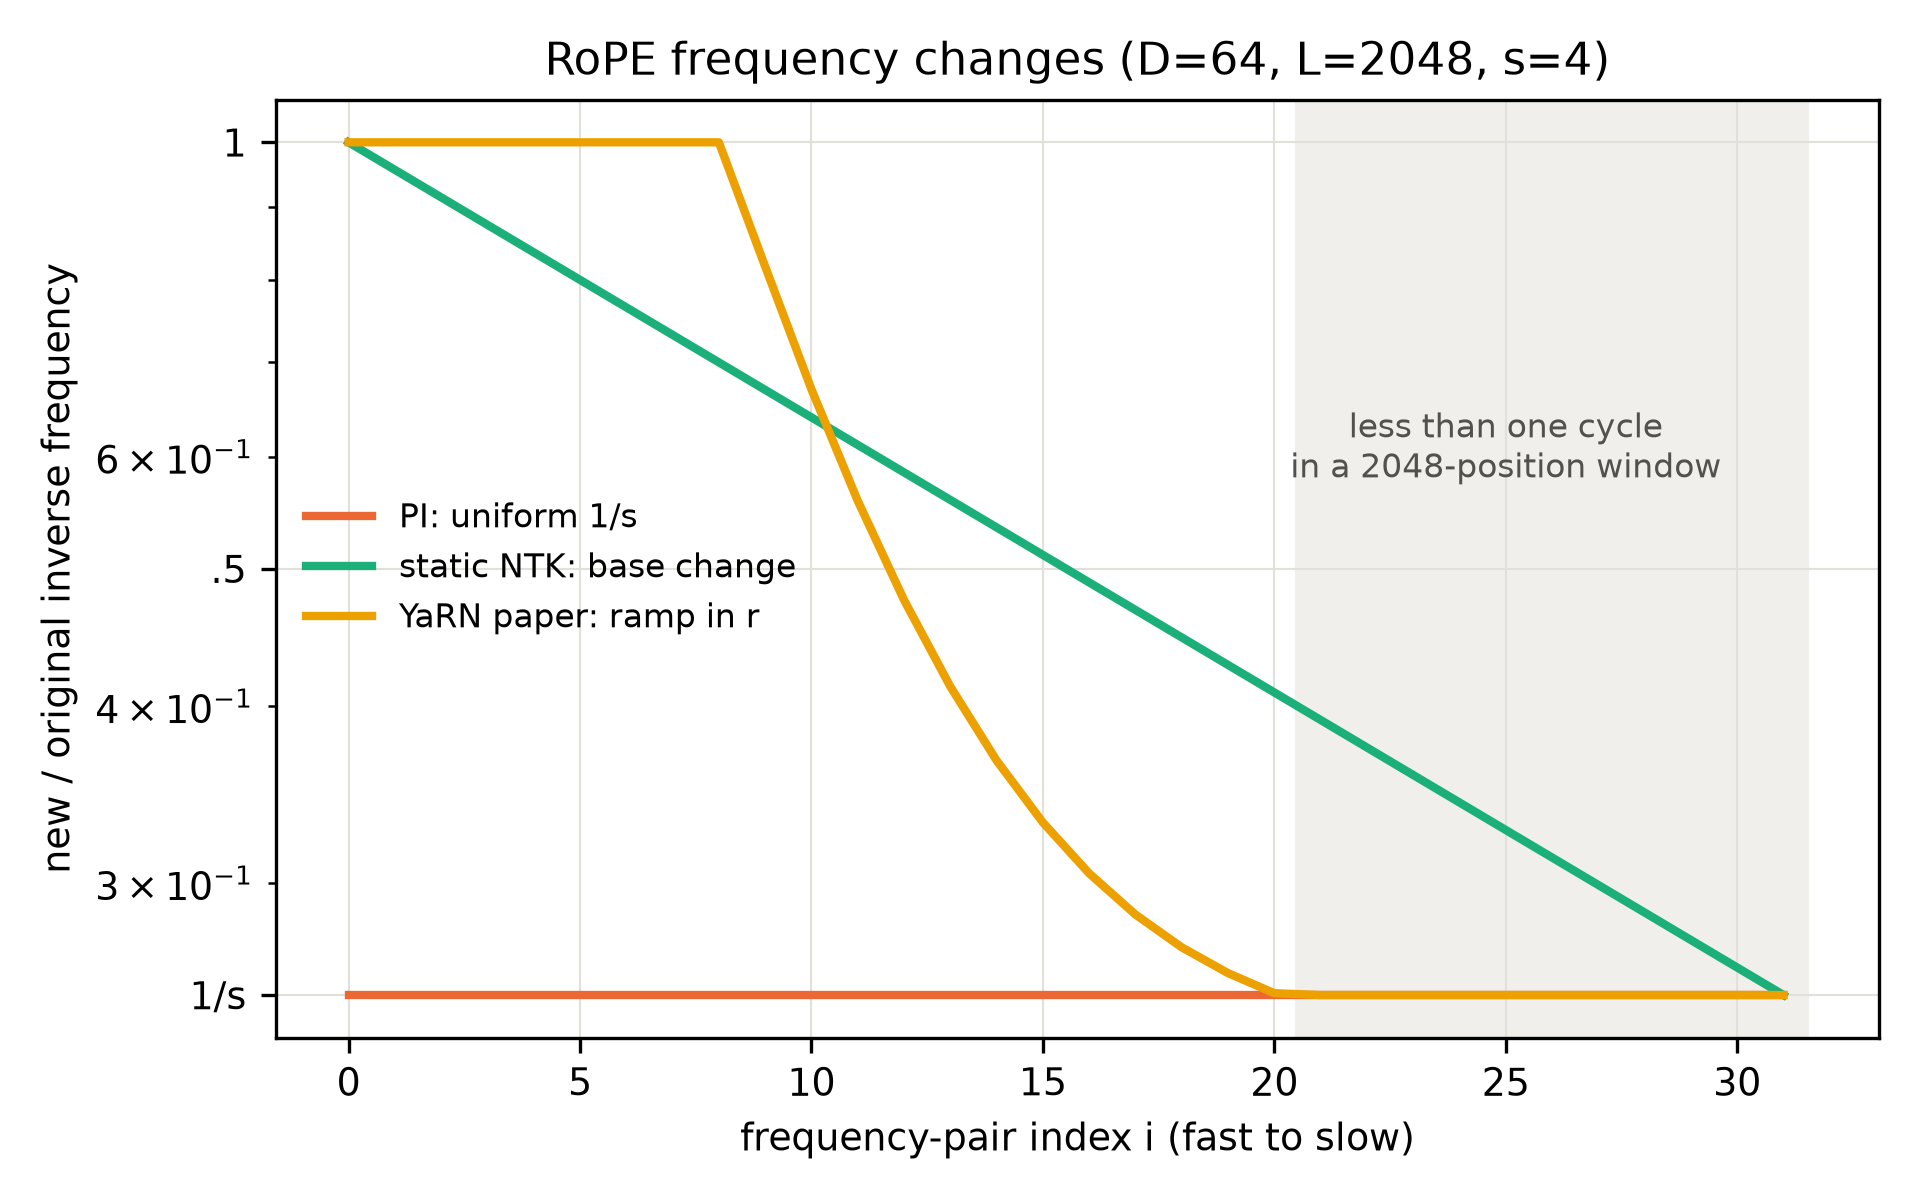 RoPE frequency changes (D=64, L=2048, s=4)
new / original inverse frequency
1
6 × 10⁻¹
.5
4 × 10⁻¹
3 × 10⁻¹
1/s
less than one cycle
in a 2048-position window
PI: uniform 1/s
static NTK: base change
YaRN paper: ramp in r
0 5 10 15 20 25 30
frequency-pair index i (fast to slow)